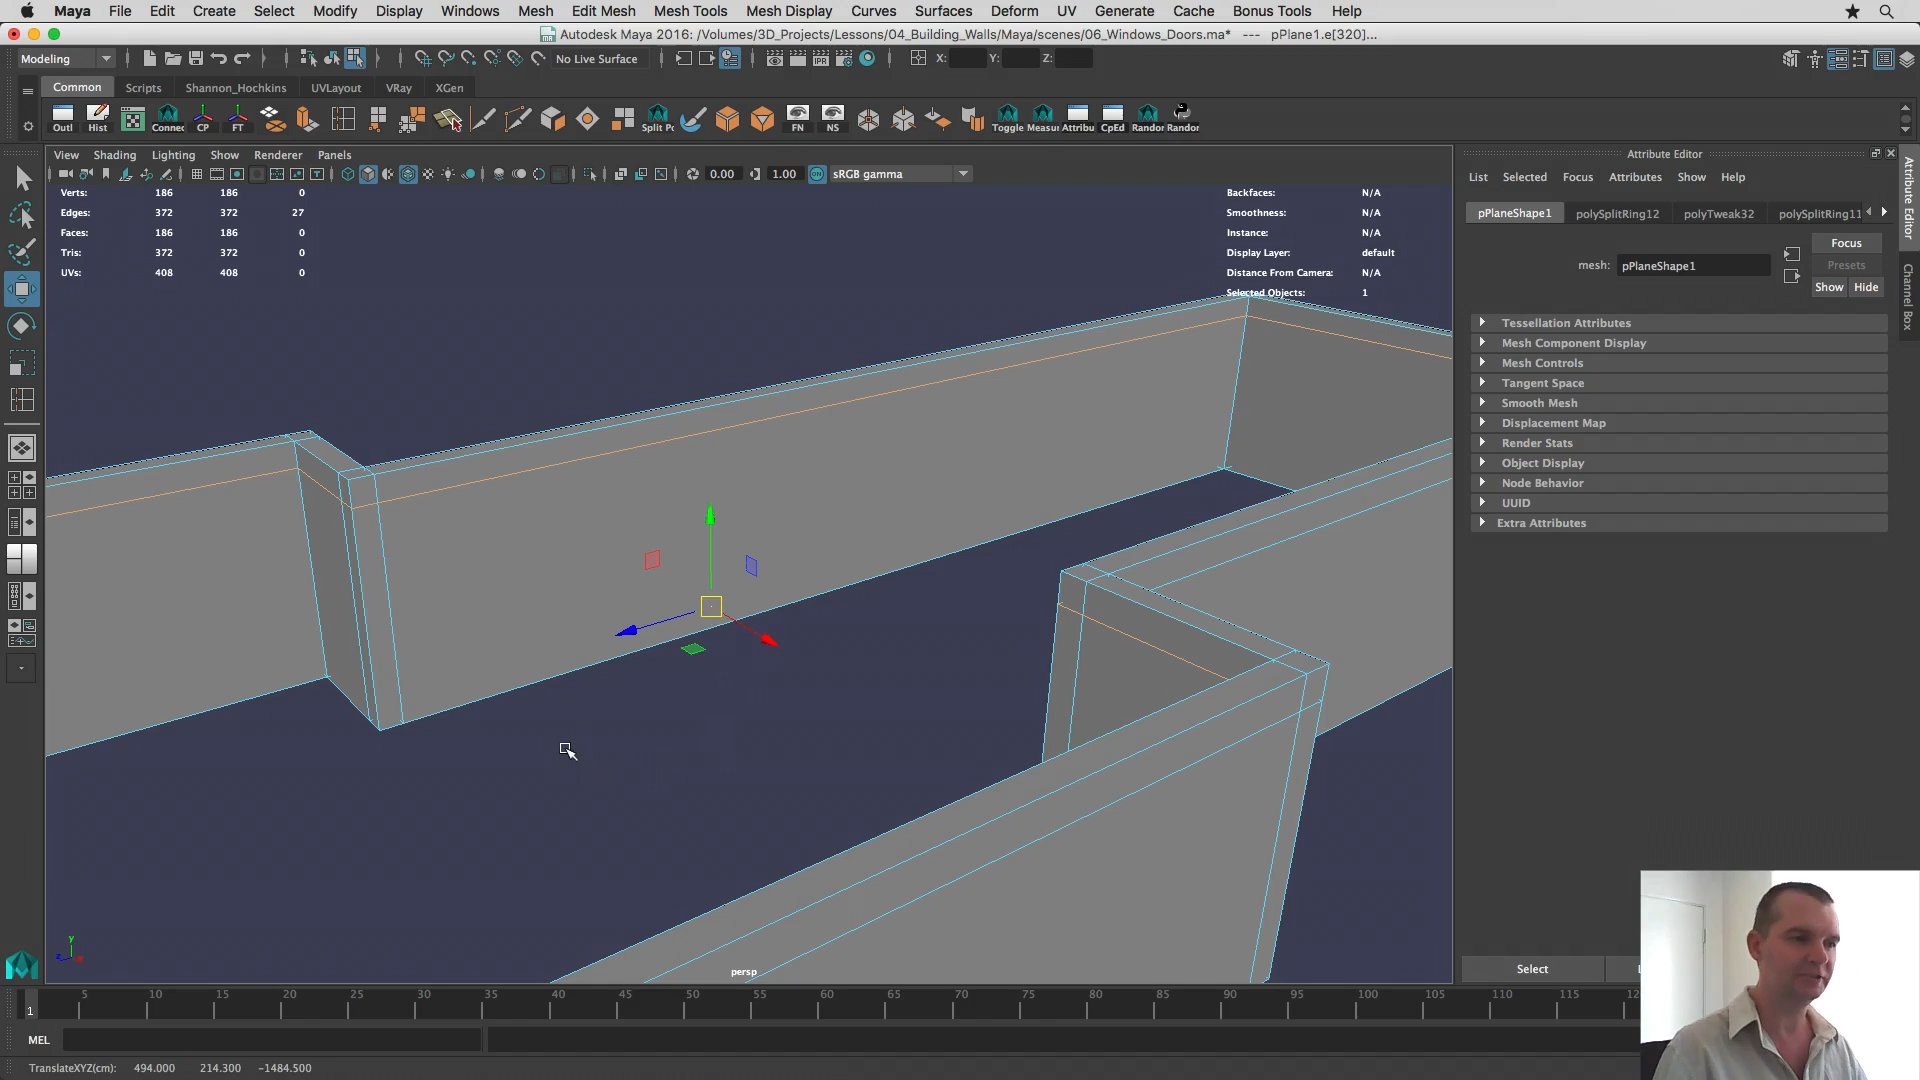 Maya File Edit Create Select Modify Display Windows Mesh Edit Mesh Mesh Tools Mesh Display Curves Surfaces Deform UV Generate Cache Bonus Tools Help
Autodesk Maya 2016: /Volumes/3D_Projects/Lessons/04_Building_Walls/Maya/scenes/06_Windows_Doors.ma* --- pPlane1.e[320]...
Modeling No Live Surface X: Y: Z:
Common Scripts Shannon_Hochkins UVLayout VRay XGen
Outl Hist Connec CP FT Split Po FN NS Toggle Measu Attribu CpEd Randor Randor
View Shading Lighting Show Renderer Panels
0.00 1.00 sRGB gamma
Verts: 186 186 0
Edges: 372 372 27
Faces: 186 186 0
Tris: 372 372 0
UVs: 408 408 0
Backfaces: N/A
Smoothness: N/A
Instance: N/A
Display Layer: default
Distance From Camera: N/A
Selected Objects: 1
persp
Attribute Editor
List Selected Focus Attributes Show Help
pPlaneShape1 polySplitRing12 polyTweak32 polySplitRing11
mesh: pPlaneShape1
Focus
Presets
Show Hide
Tessellation Attributes
Mesh Component Display
Mesh Controls
Tangent Space
Smooth Mesh
Displacement Map
Render Stats
Object Display
Node Behavior
UUID
Extra Attributes
Select
Attribute Editor
Channel Box
5 10 15 20 25 30 35 40 45 50 55 60 65 70 75 80 85 90 95 100 105 110 115 12
1
MEL
TranslateXYZ(cm): 494.000 214.300 -1484.500